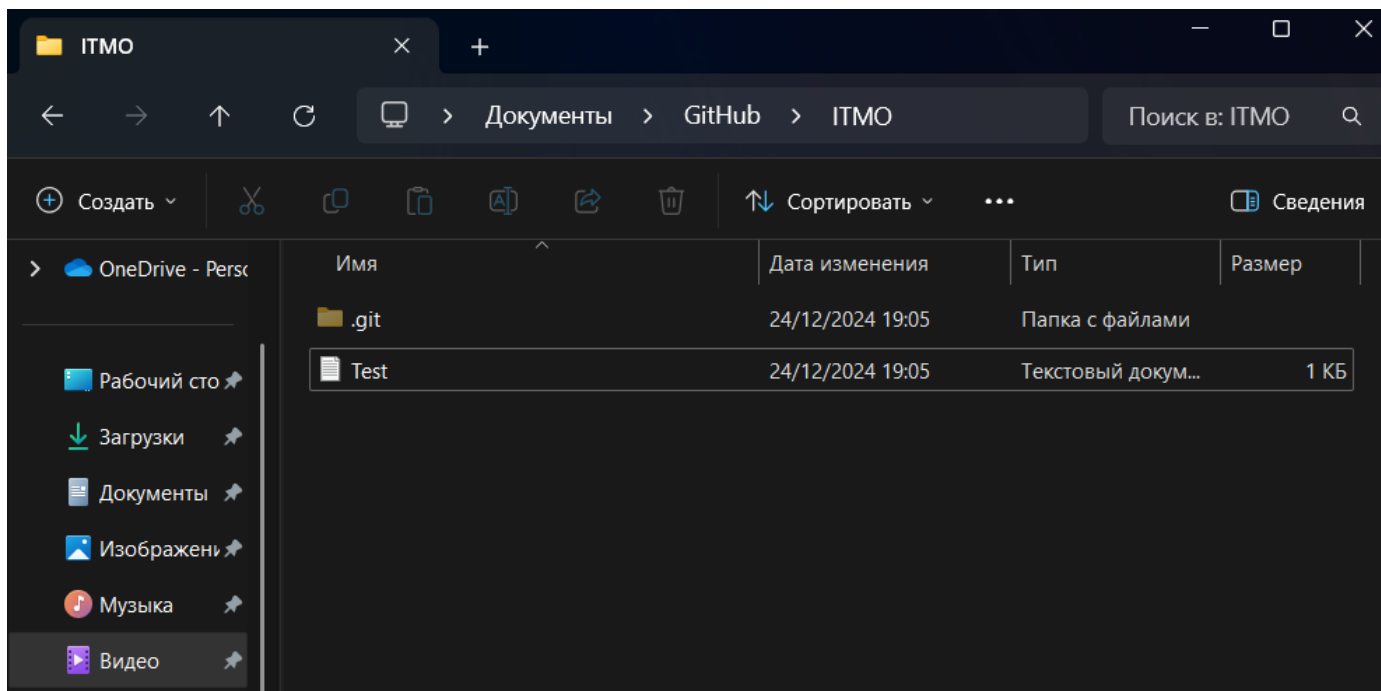 ITMO
Документы > GitHub > ITMO
Поиск в: ITMO
Создать
Сортировать
Сведения
OneDrive - Persc
Имя Дата изменения Тип Размер
.git 24/12/2024 19:05 Папка с файлами
Test 24/12/2024 19:05 Текстовый докум... 1 КБ
Рабочий сто
Загрузки
Документы
Изображени
Музыка
Видео